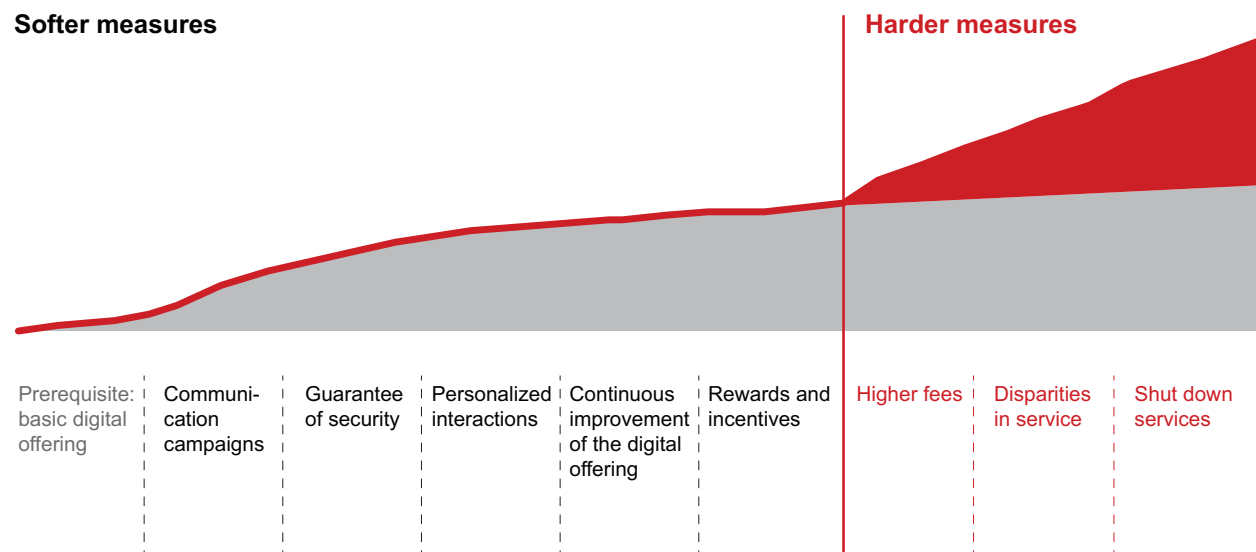 Softer measures
Harder measures
Prerequisite:
basic digital
offering
Communi-
cation
campaigns
Guarantee
of security
Personalized
interactions
Continuous
improvement
of the digital
offering
Rewards and
incentives
Higher fees
Disparities
in service
Shut down
services